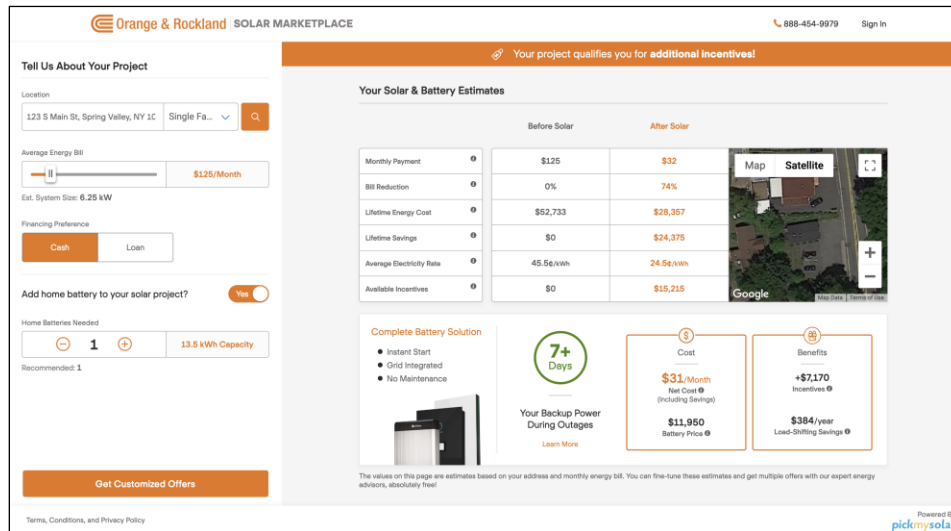 Orange & Rockland SOLAR MARKETPLACE
888-454-9979
Sign In
Tell Us About Your Project
Location
123 S Main St, Spring Valley, NY 10
Single Fa...
Average Energy Bill
$125/Month
Est. System Size: 6.25 kW
Financing Preference
Cash
Loan
Add home battery to your solar project?
Yes
Home Batteries Needed
1
13.5 kWh Capacity
Recommended: 1
Get Customized Offers
Your project qualifies you for additional incentives!
Your Solar & Battery Estimates
Before Solar
After Solar
Monthly Payment
$125
$32
Bill Reduction
0%
74%
Lifetime Energy Cost
$52,733
$28,357
Lifetime Savings
$0
$24,375
Average Electricity Rate
45.5¢/kWh
24.5¢/kWh
Available Incentives
$0
$15,215
Map
Satellite
Google
Map Data
Terms of Use
Complete Battery Solution
Instant Start
Grid Integrated
No Maintenance
7+
Days
Your Backup Power
During Outages
Learn More
Cost
$31/Month
Net Cost
(Including Savings)
$11,950
Battery Price
Benefits
+$7,170
Incentives
$384/year
Load-Shifting Savings
The values on this page are estimates based on your address and monthly energy bill. You can fine-tune these estimates and get multiple offers with our expert energy
advisors, absolutely free!
Terms, Conditions, and Privacy Policy
Powered B
pickmysola